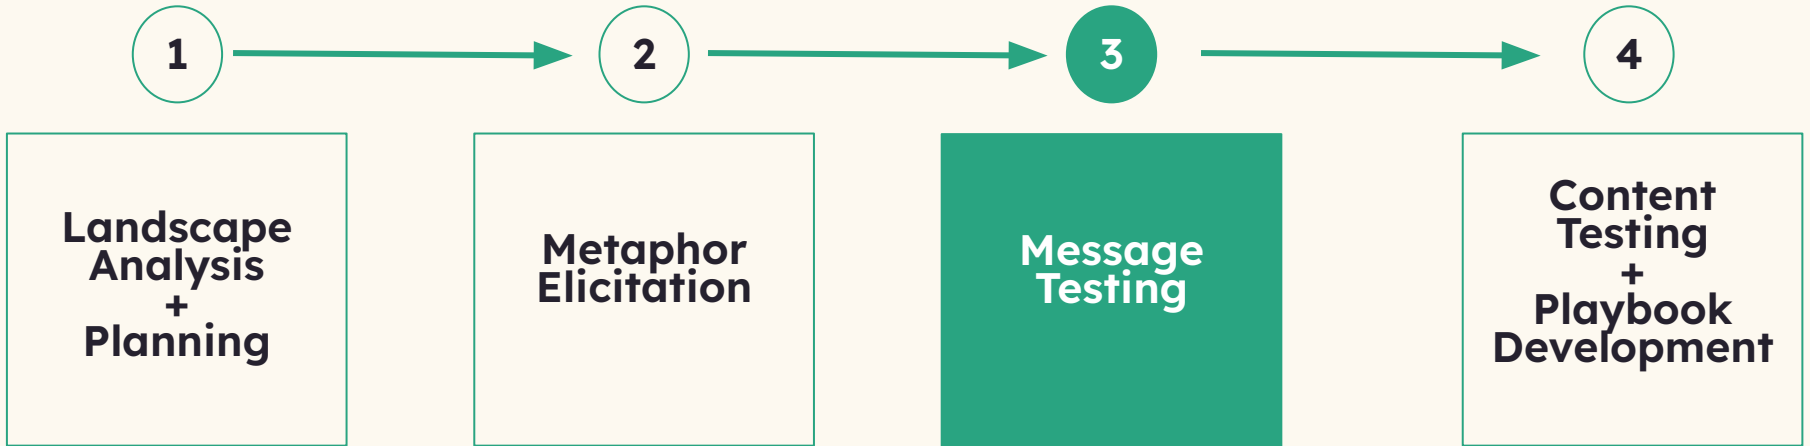 1
2
3
4
Landscape
Analysis
+
Planning
Metaphor
Elicitation
Message
Testing
Content
Testing
+
Playbook
Development